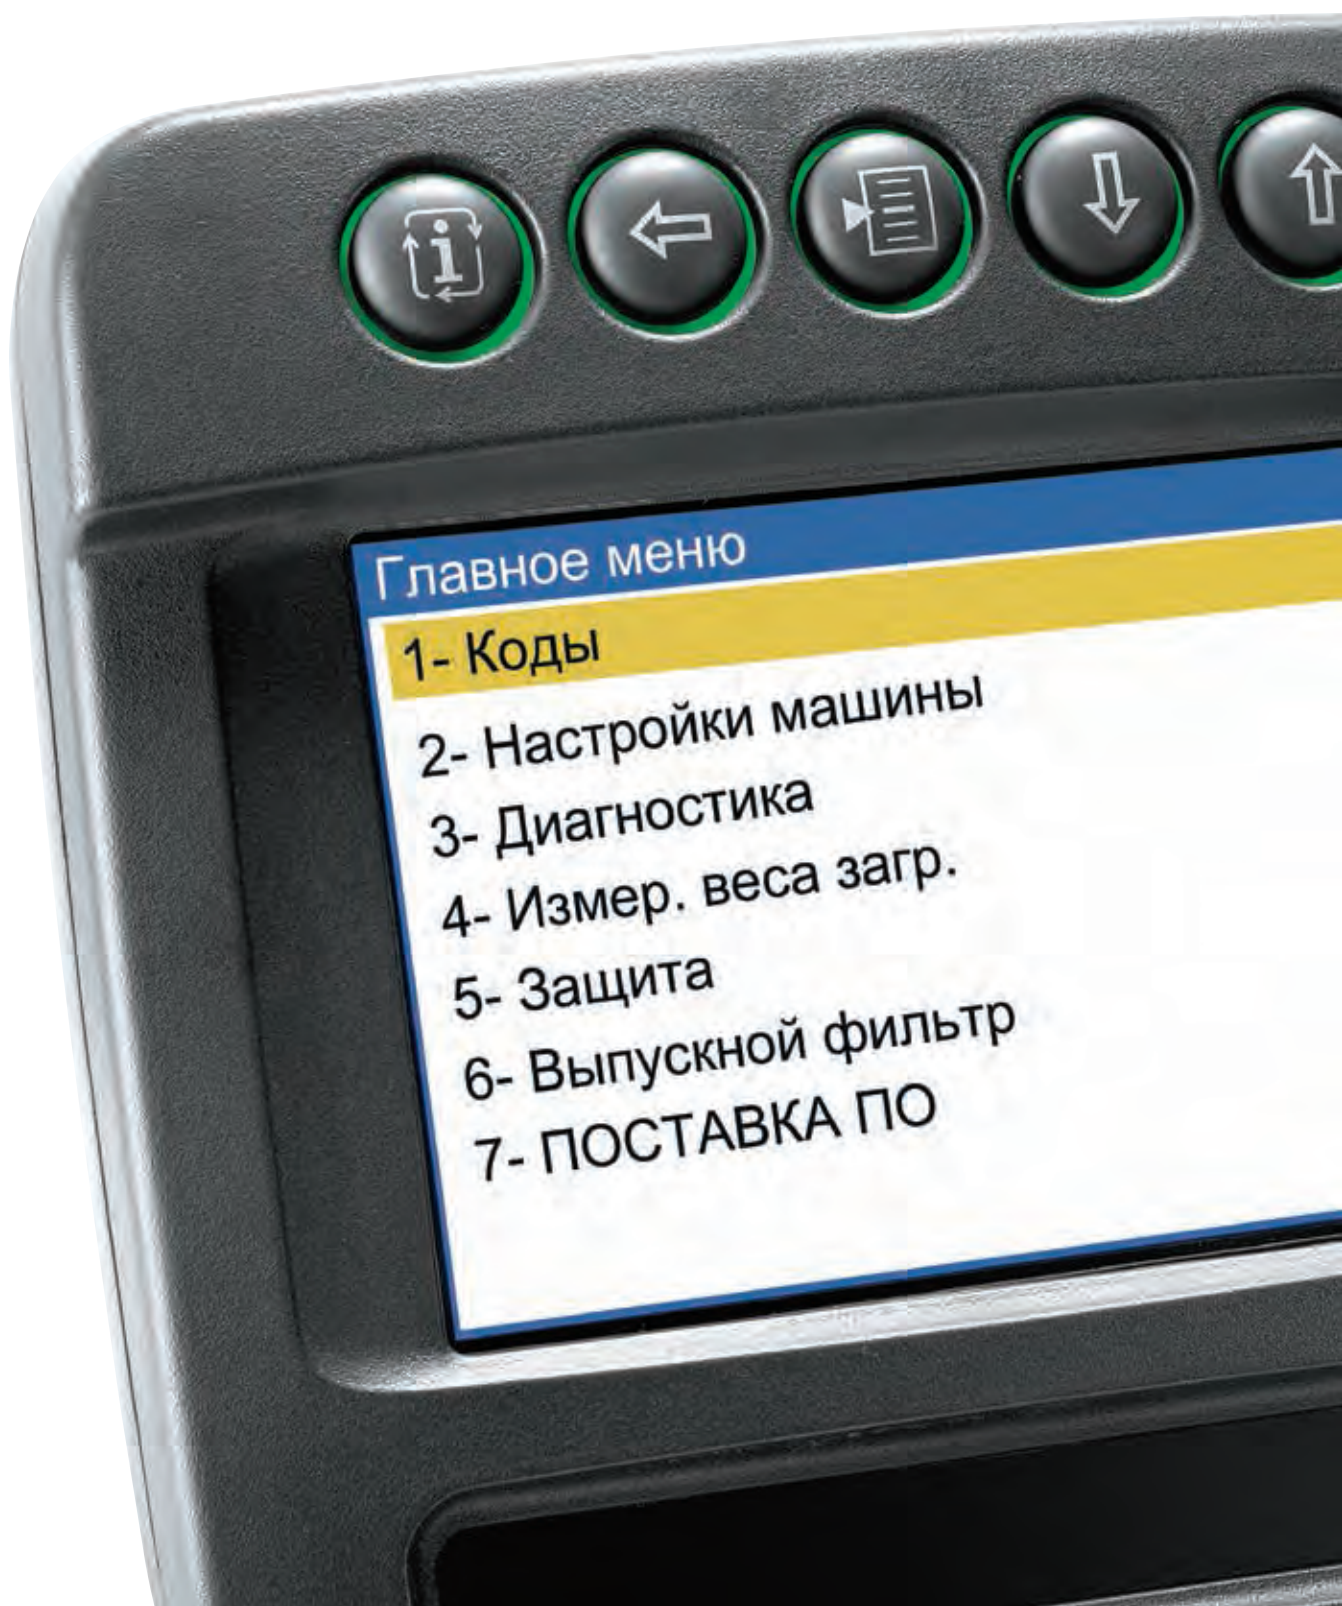 Главное меню
1- Коды
2- Настройки машины
3- Диагностика
4- Измер. веса загр.
5- Защита
6- Выпускной фильтр
7- ПОСТАВКА ПО